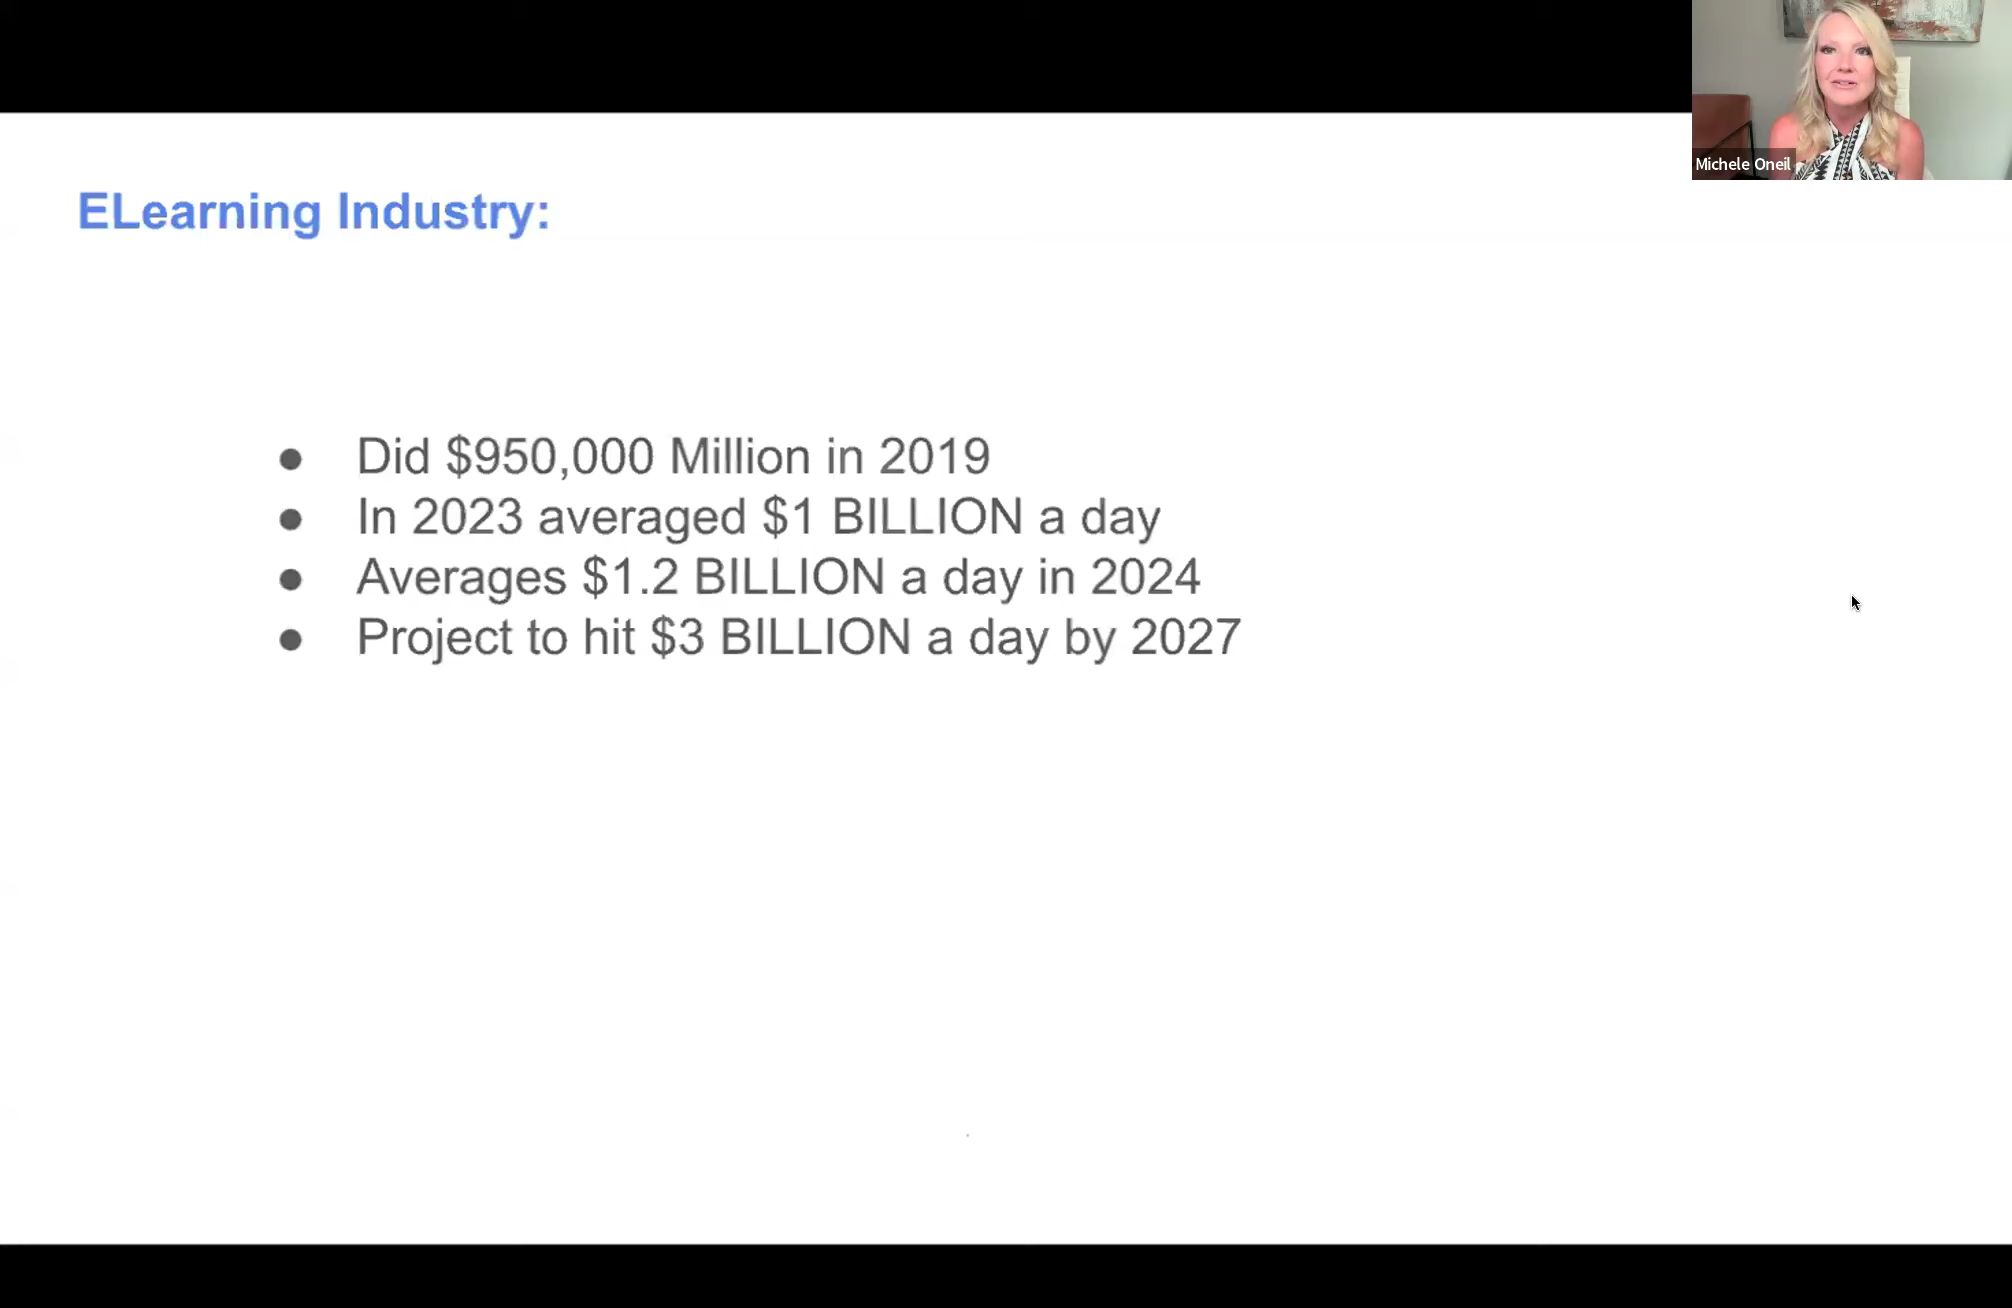 Michele Oneil
ELearning Industry:
● Did $950,000 Million in 2019
● In 2023 averaged $1 BILLION a day
● Averages $1.2 BILLION a day in 2024
● Project to hit $3 BILLION a day by 2027